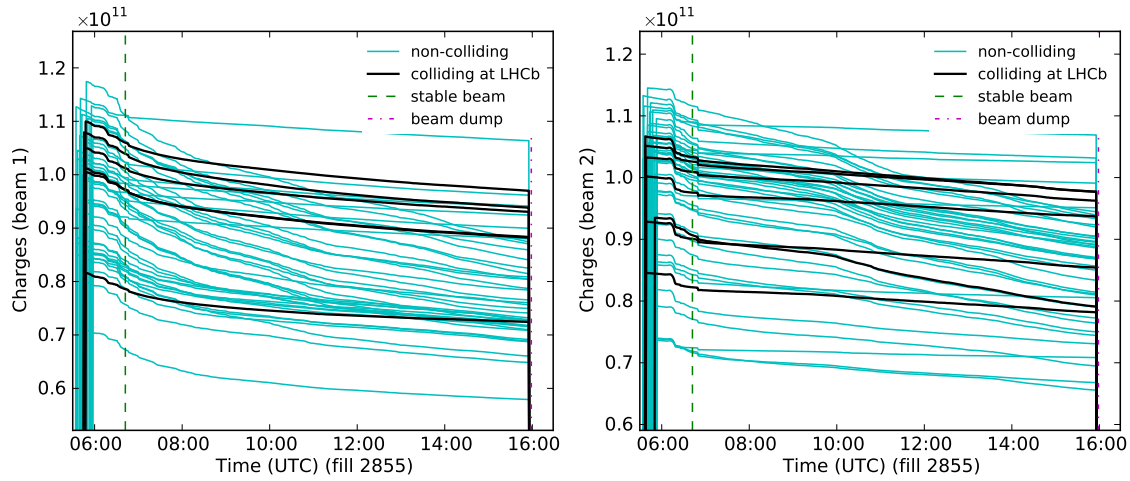 ×10¹¹
1.2
1.1
1.0
0.9
0.8
0.7
0.6
Charges (beam 1)
non-colliding
colliding at LHCb
stable beam
beam dump
06:00 08:00 10:00 12:00 14:00 16:00
Time (UTC) (fill 2855)
×10¹¹
1.2
1.1
1.0
0.9
0.8
0.7
0.6
Charges (beam 2)
non-colliding
colliding at LHCb
stable beam
beam dump
06:00 08:00 10:00 12:00 14:00 16:00
Time (UTC) (fill 2855)